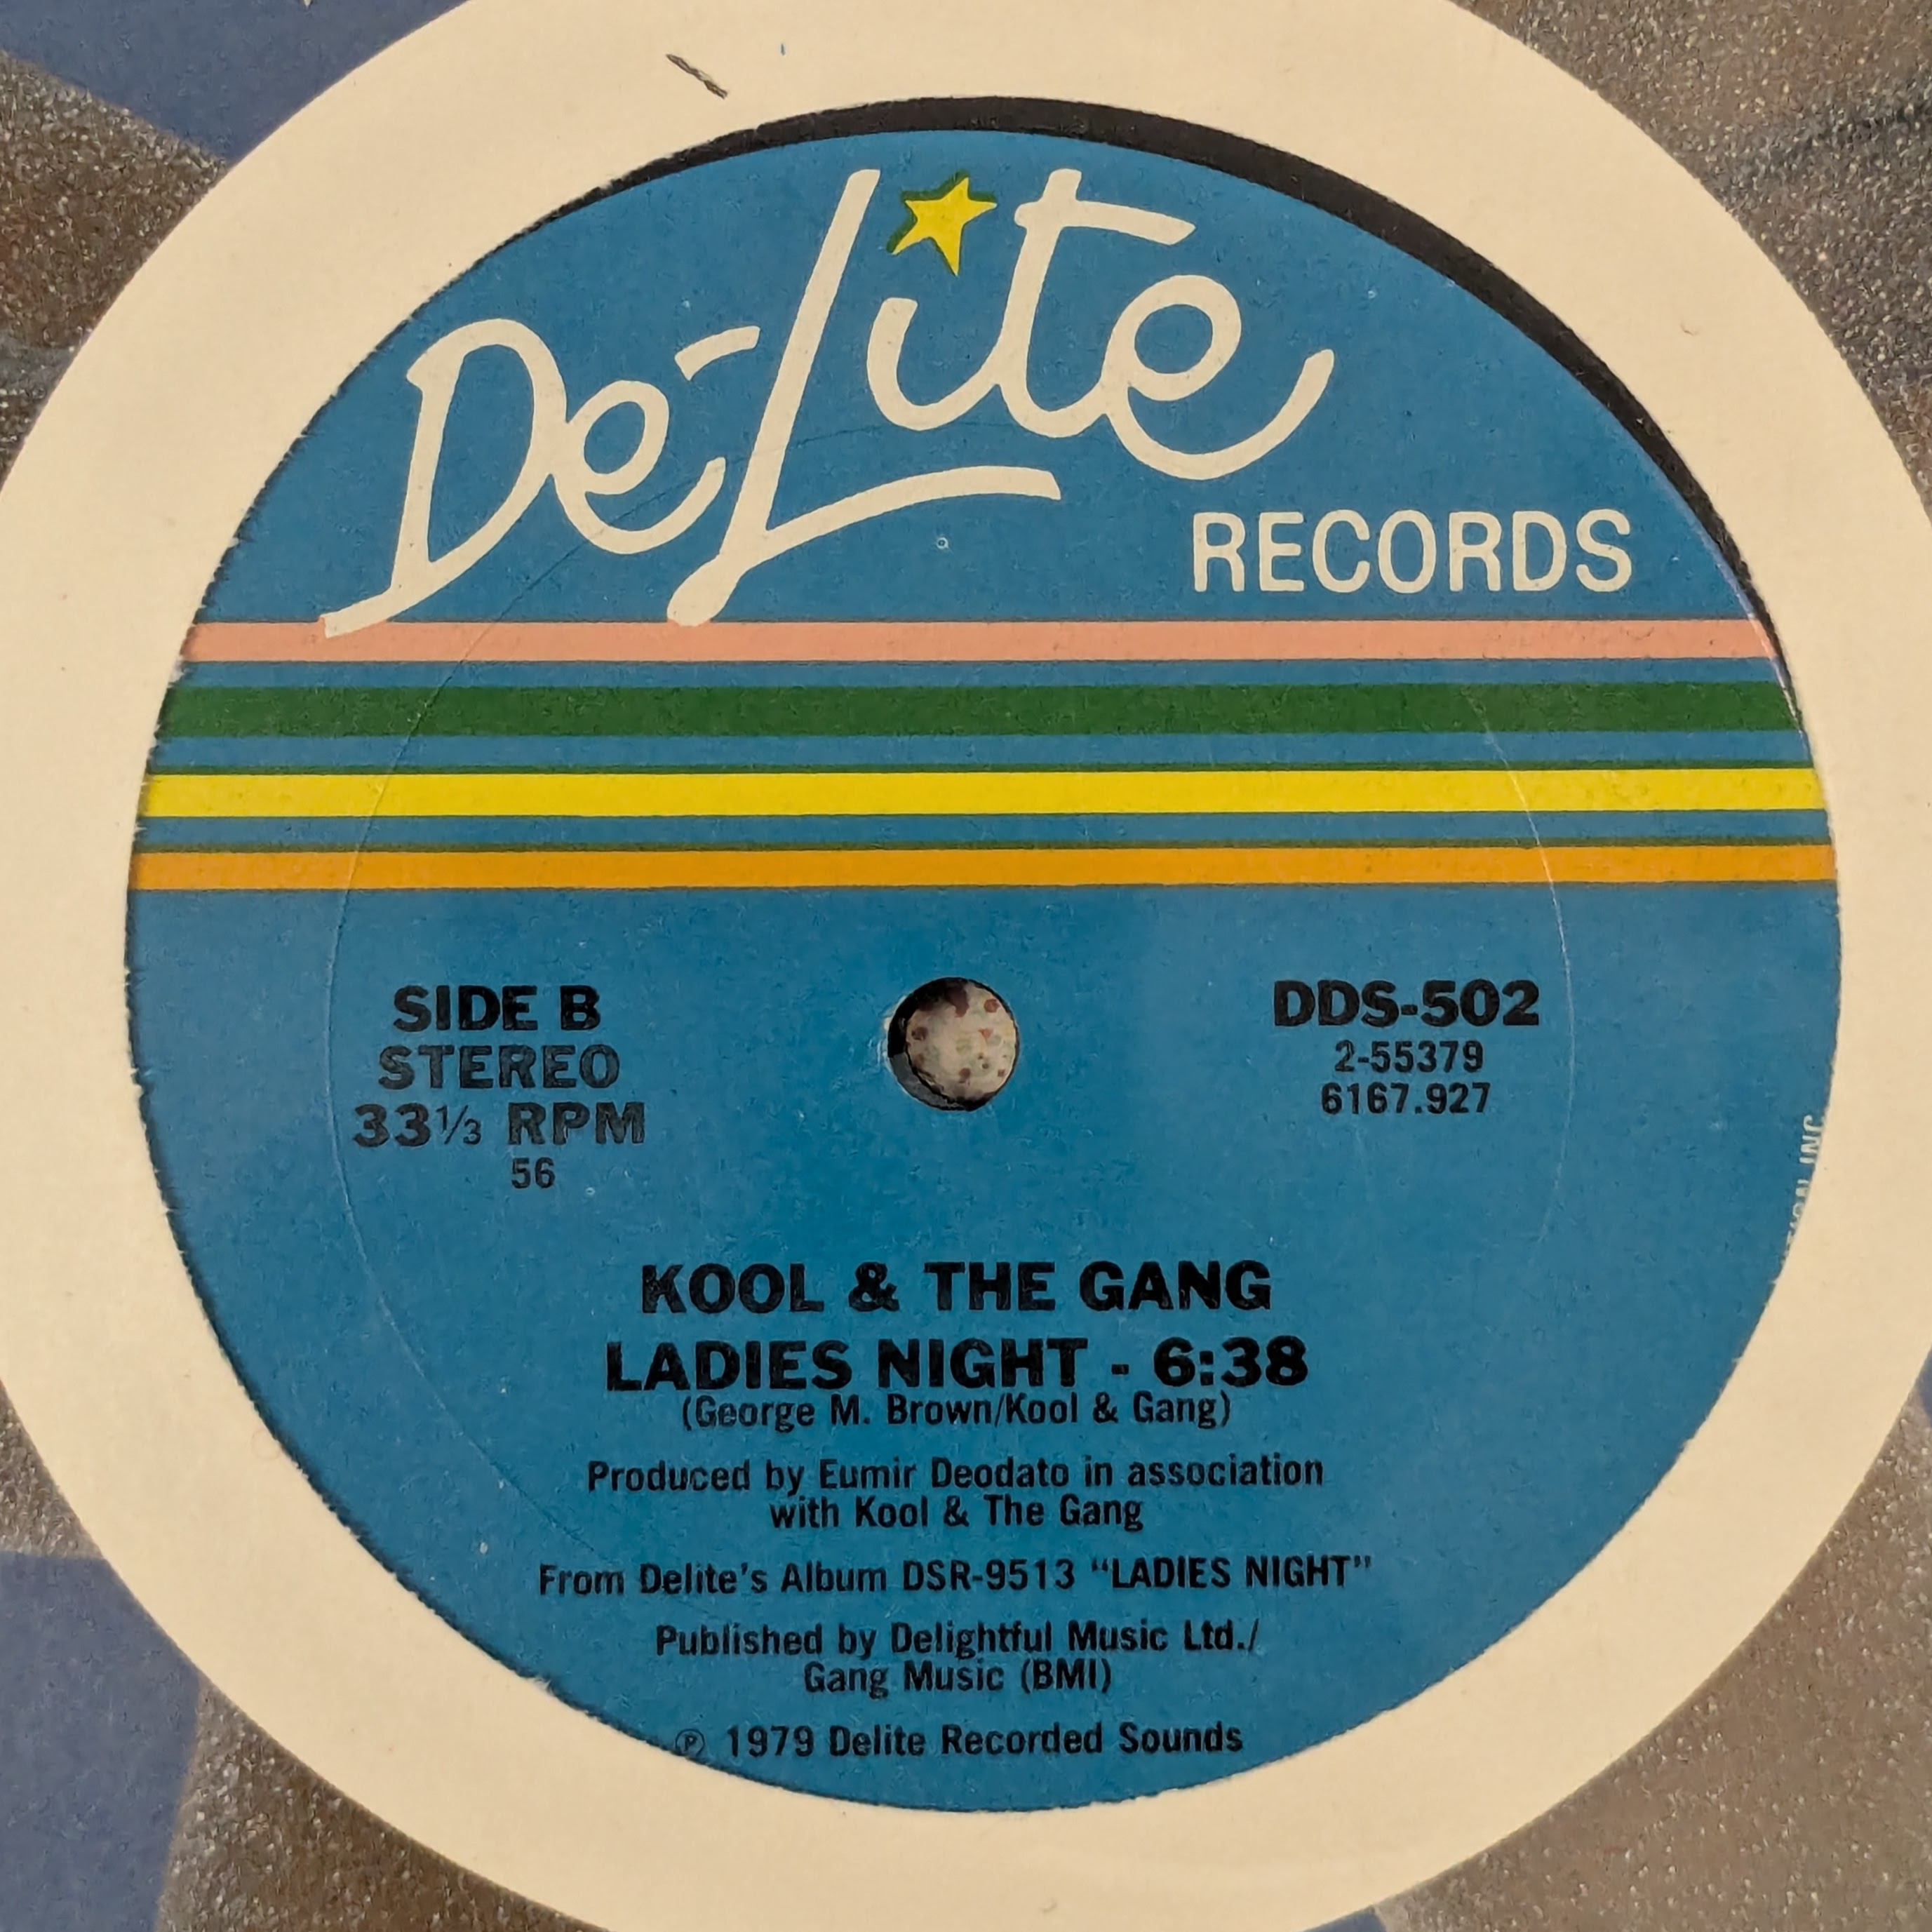 De-Lite
RECORDS
SIDE B
STEREO
33⅓ RPM
56
DDS-502
2-55379
6167.927
KOOL & THE GANG
LADIES NIGHT - 6:38
(George M. Brown/Kool & Gang)
Produced by Eumir Deodato in association
with Kool & The Gang
From Delite's Album DSR-9513 “LADIES NIGHT”
Published by Delightful Music Ltd./
Gang Music (BMI)
℗ 1979 Delite Recorded Sounds
INC.